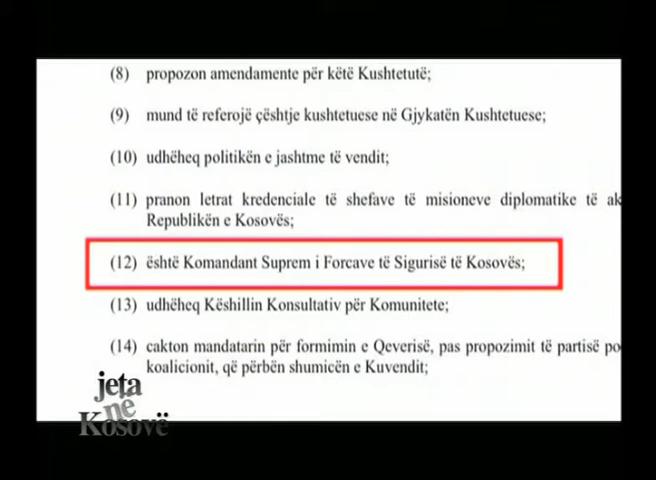 (8) propozon amendamente për këtë Kushtetutë;
(9) mund të referojë çështje kushtetuese në Gjykatën Kushtetuese;
(10) udhëheq politikën e jashtme të vendit;
(11) pranon letrat kredenciale të shefave të misioneve diplomatike të ak
Republikën e Kosovës;
(12) është Komandant Suprem i Forcave të Sigurisë të Kosovës;
(13) udhëheq Këshillin Konsultativ për Komunitete;
(14) cakton mandatarin për formimin e Qeverisë, pas propozimit të partisë po
koalicionit, që përbën shumicën e Kuvendit;
jeta
në
Kosovë